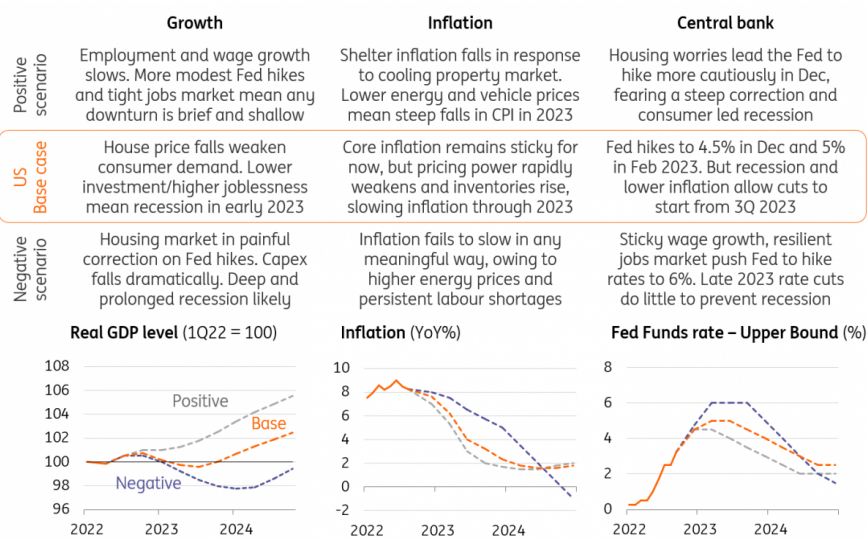 Growth
Inflation
Central bank
Positive
scenario
Employment and wage growth
slows. More modest Fed hikes
and tight jobs market mean any
downturn is brief and shallow
Shelter inflation falls in response
to cooling property market.
Lower energy and vehicle prices
mean steep falls in CPI in 2023
Housing worries lead the Fed to
hike more cautiously in Dec,
fearing a steep correction and
consumer led recession
US
Base case
House price falls weaken
consumer demand. Lower
investment/higher joblessness
mean recession in early 2023
Core inflation remains sticky for
now, but pricing power rapidly
weakens and inventories rise,
slowing inflation through 2023
Fed hikes to 4.5% in Dec and 5%
in Feb 2023. But recession and
lower inflation allow cuts to
start from 3Q 2023
Negative
scenario
Housing market in painful
correction on Fed hikes. Capex
falls dramatically. Deep and
prolonged recession likely
Inflation fails to slow in any
meaningful way, owing to
higher energy prices and
persistent labour shortages
Sticky wage growth, resilient
jobs market push Fed to hike
rates to 6%. Late 2023 rate cuts
do little to prevent recession
Real GDP level (1Q22 = 100)
108
106
104
102
100
98
96
Positive
Base
Negative
2022
2023
2024
Inflation (YoY%)
10
8
6
4
2
0
-2
2022
2023
2024
Fed Funds rate – Upper Bound (%)
8
6
4
2
0
2022
2023
2024